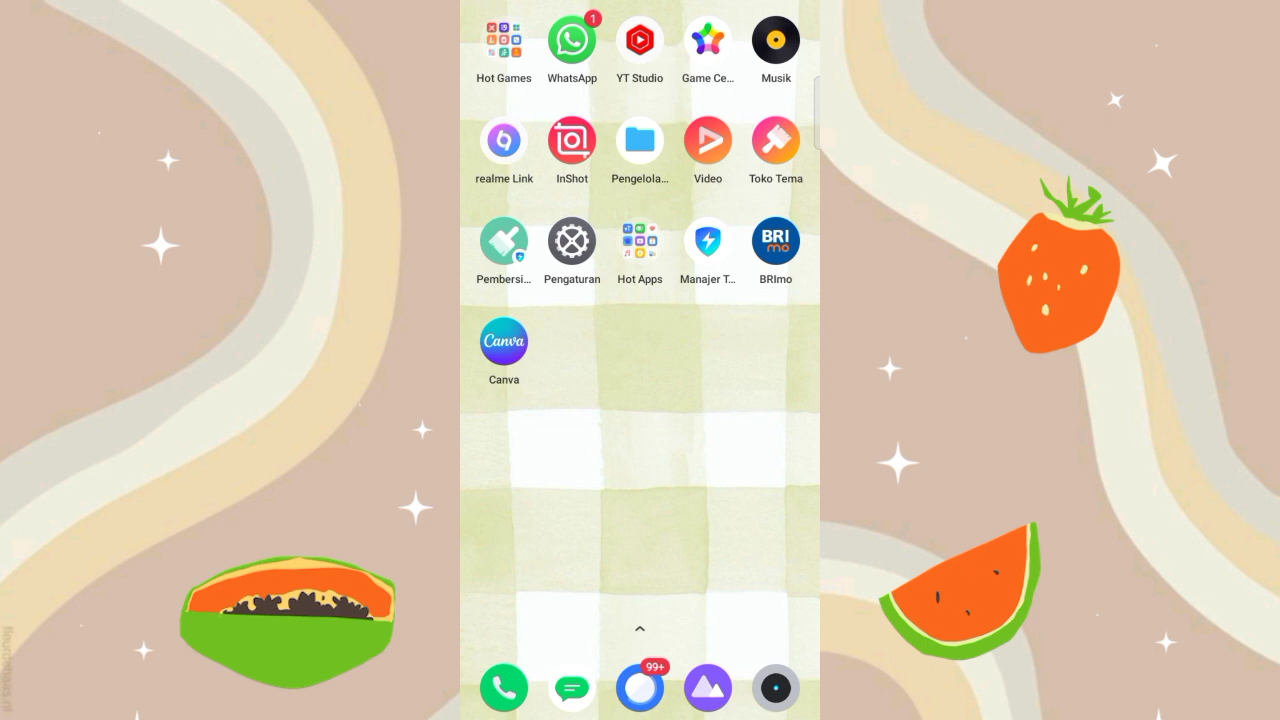 1
Hot Games WhatsApp YT Studio Game Ce... Musik
realme Link InShot Pengelola... Video Toko Tema
BRI
mo
Pembersi... Pengaturan Hot Apps Manajer T... BRImo
Canva
Canva
99+